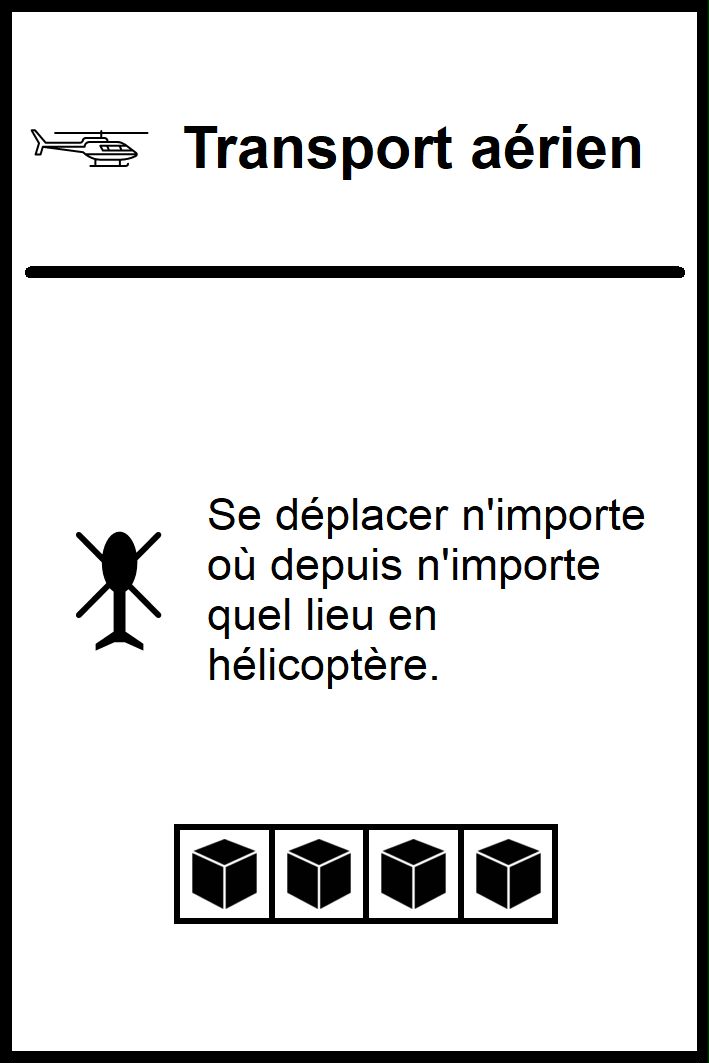 Transport aérien
Se déplacer n'importe
où depuis n'importe
quel lieu en
hélicoptère.